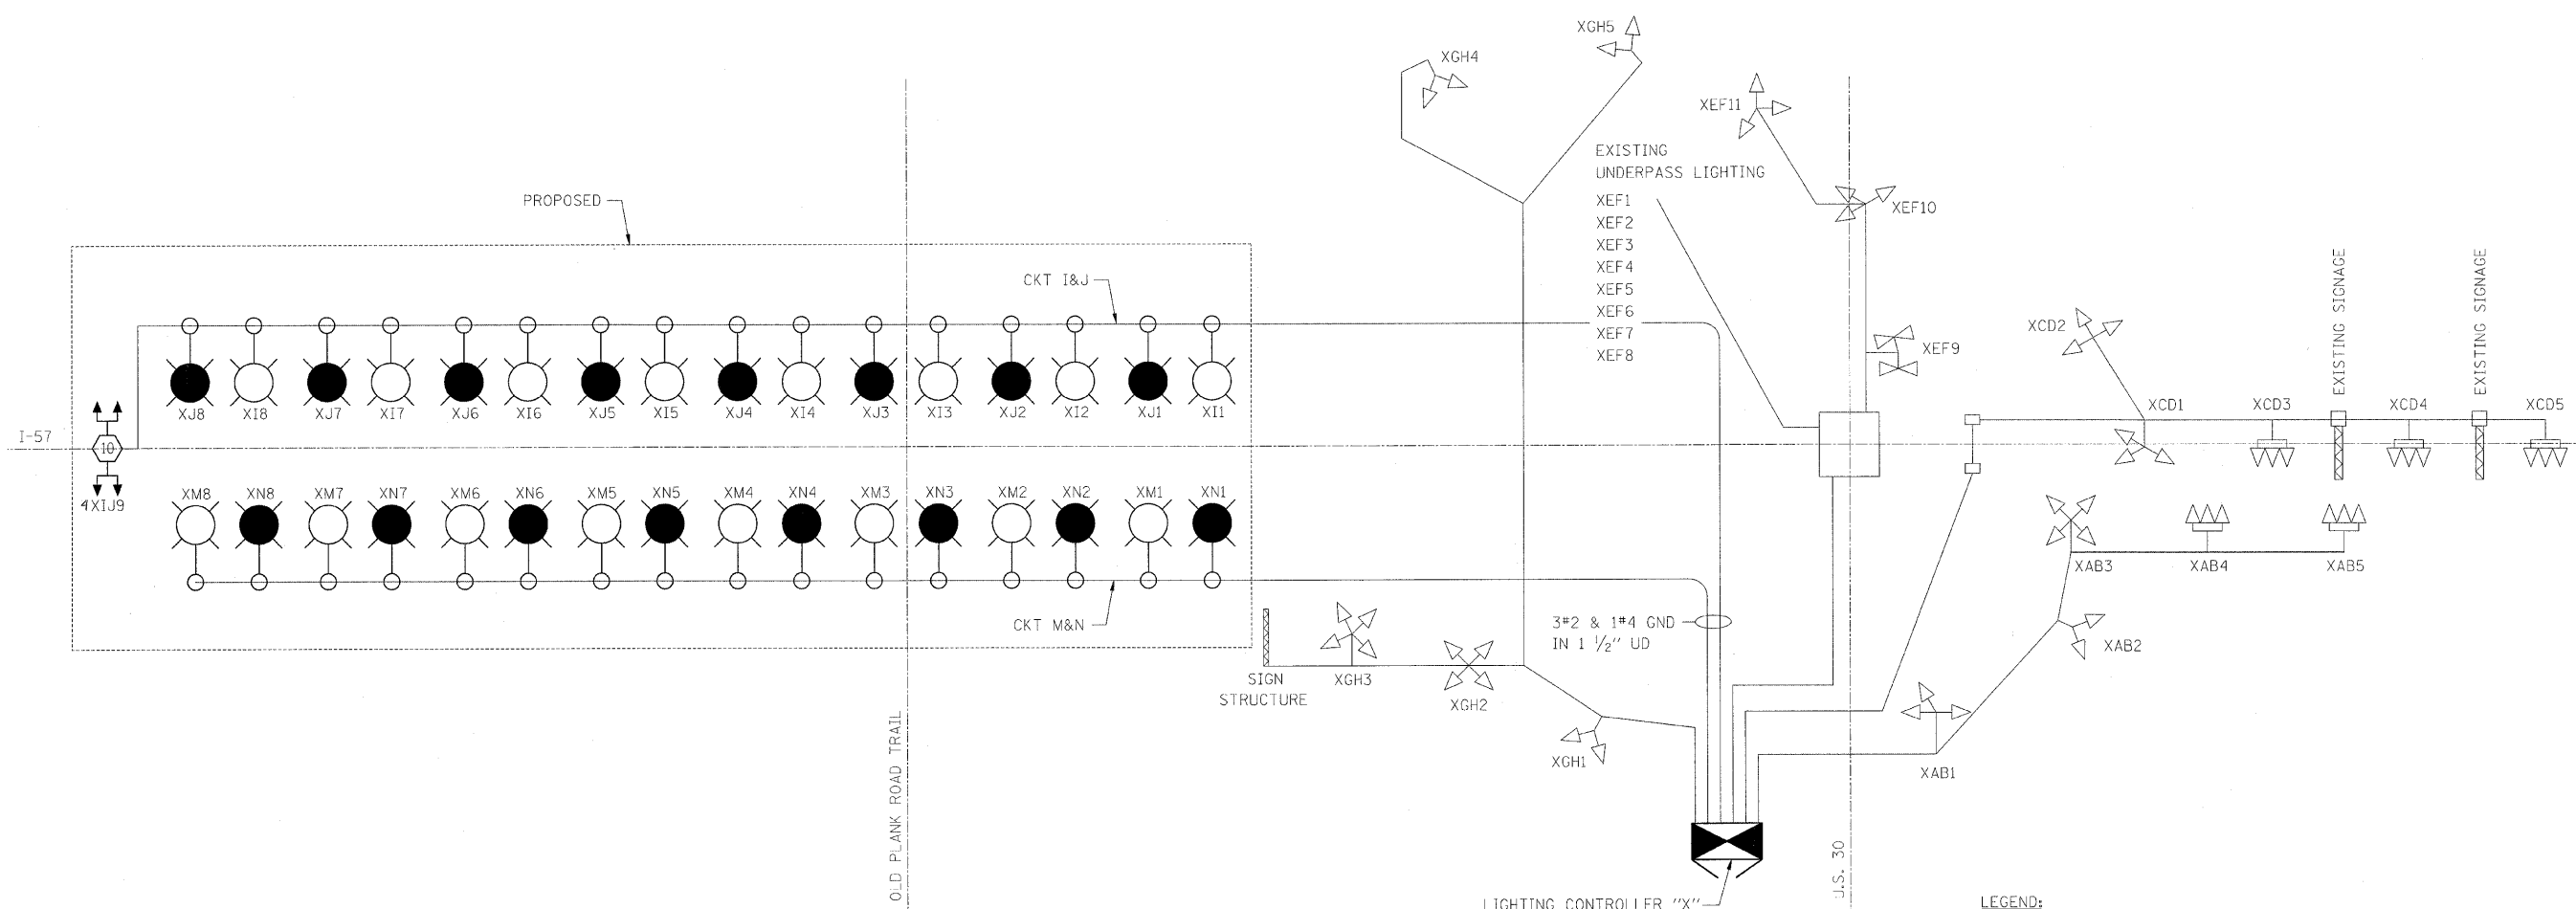 XGH5
XGH4
XEF11
EXISTING
UNDERPASS LIGHTING
XEF1
XEF2
XEF3
XEF4
XEF5
XEF6
XEF7
XEF8
PROPOSED
XEF10
CKT I&J
XEF9
XCD2
EXISTING SIGNAGE
EXISTING SIGNAGE
XJ8 XI8 XJ7 XI7 XJ6 XI6 XJ5 XI5 XJ4 XI4 XJ3 XI3 XJ2 XI2 XJ1 XI1
XCD1 XCD3 XCD4 XCD5
I-57
10
4XIJ9
XM8 XN8 XM7 XN7 XM6 XN6 XM5 XN5 XM4 XN4 XM3 XN3 XM2 XN2 XM1 XN1
XAB3 XAB4 XAB5
CKT M&N
3#2 & 1#4 GND
IN 1 1/2" UD
XAB2
SIGN
STRUCTURE
XGH3
XGH2
XGH1
XAB1
OLD PLANK ROAD TRAIL
U.S. 30
LIGHTING CONTROLLER "X"
LEGEND: